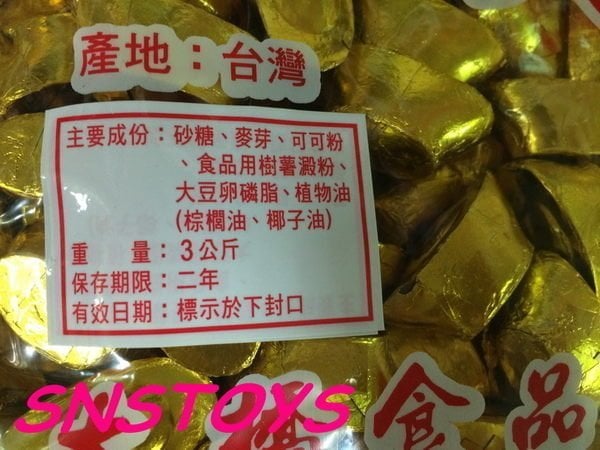 產地：台灣
主要成份：砂糖、麥芽、可可粉
、食品用樹薯澱粉、
大豆卵磷脂、植物油
(棕櫚油、椰子油)
重　　量：3公斤
保存期限：二年
有效日期：標示於下封口
SNSTOYS
食品